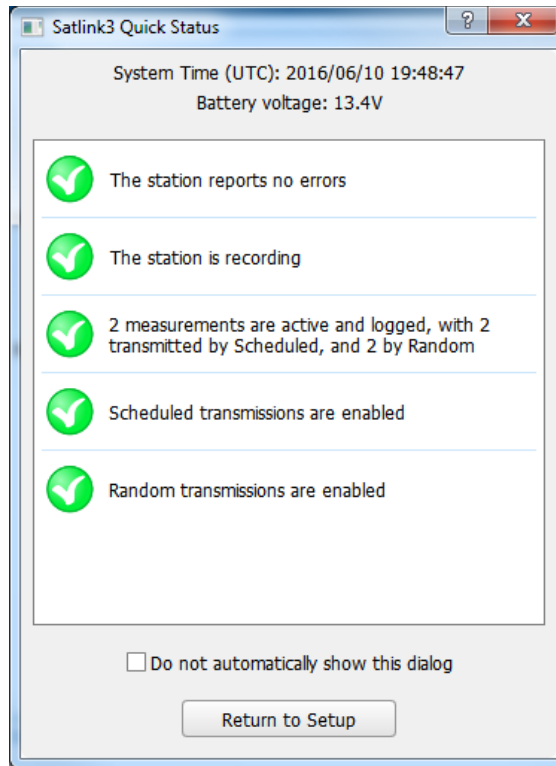 Satlink3 Quick Status
System Time (UTC): 2016/06/10 19:48:47
Battery voltage: 13.4V
The station reports no errors
The station is recording
2 measurements are active and logged, with 2
transmitted by Scheduled, and 2 by Random
Scheduled transmissions are enabled
Random transmissions are enabled
Do not automatically show this dialog
Return to Setup